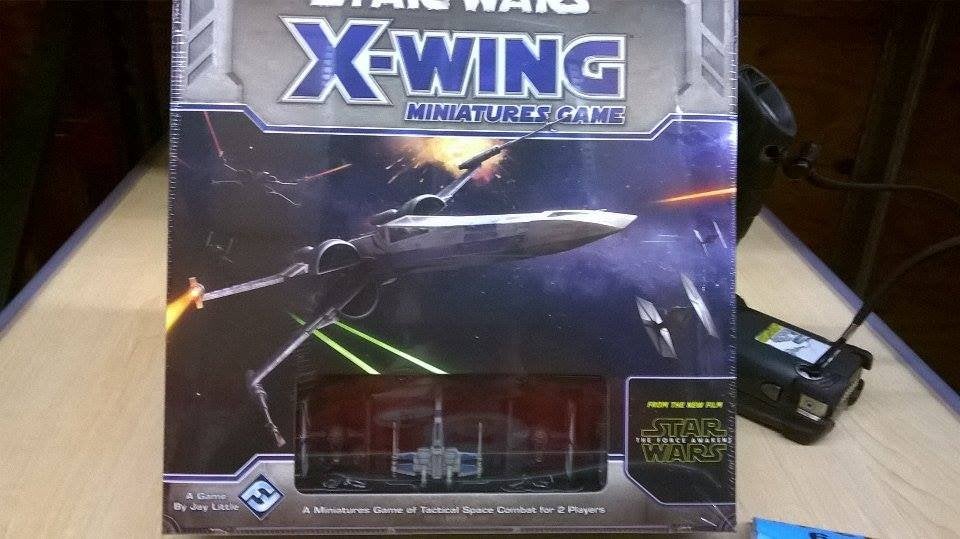 STAR WARS
X-WING
MINIATURES GAME
FROM THE NEW FILM
STAR
THE FORCE AWAKENS
WARS
A Game
By Jay Little
A Miniatures Game of Tactical Space Combat for 2 Players